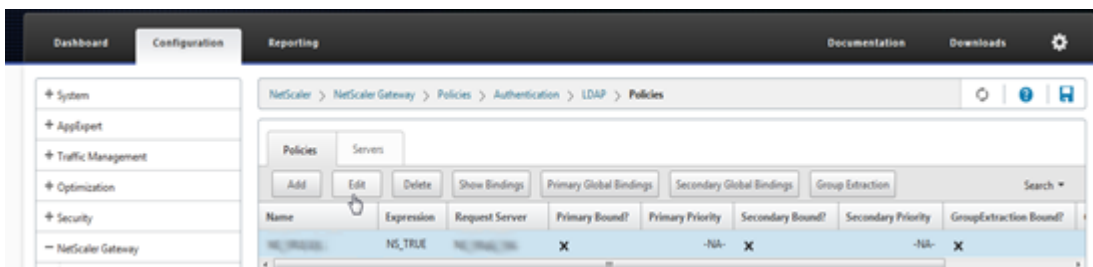 Dashboard Configuration Reporting Documentation Downloads
+ System
NetScaler > NetScaler Gateway > Policies > Authentication > LDAP > Policies
+ AppExpert
+ Traffic Management
Policies Servers
+ Optimization
Add Edit Delete Show Bindings Primary Global Bindings Secondary Global Bindings Group Extraction Search
+ Security
Name Expression Request Server Primary Bound? Primary Priority Secondary Bound? Secondary Priority GroupExtraction Bound?
− NetScaler Gateway
NS_TRUE -NA- -NA-